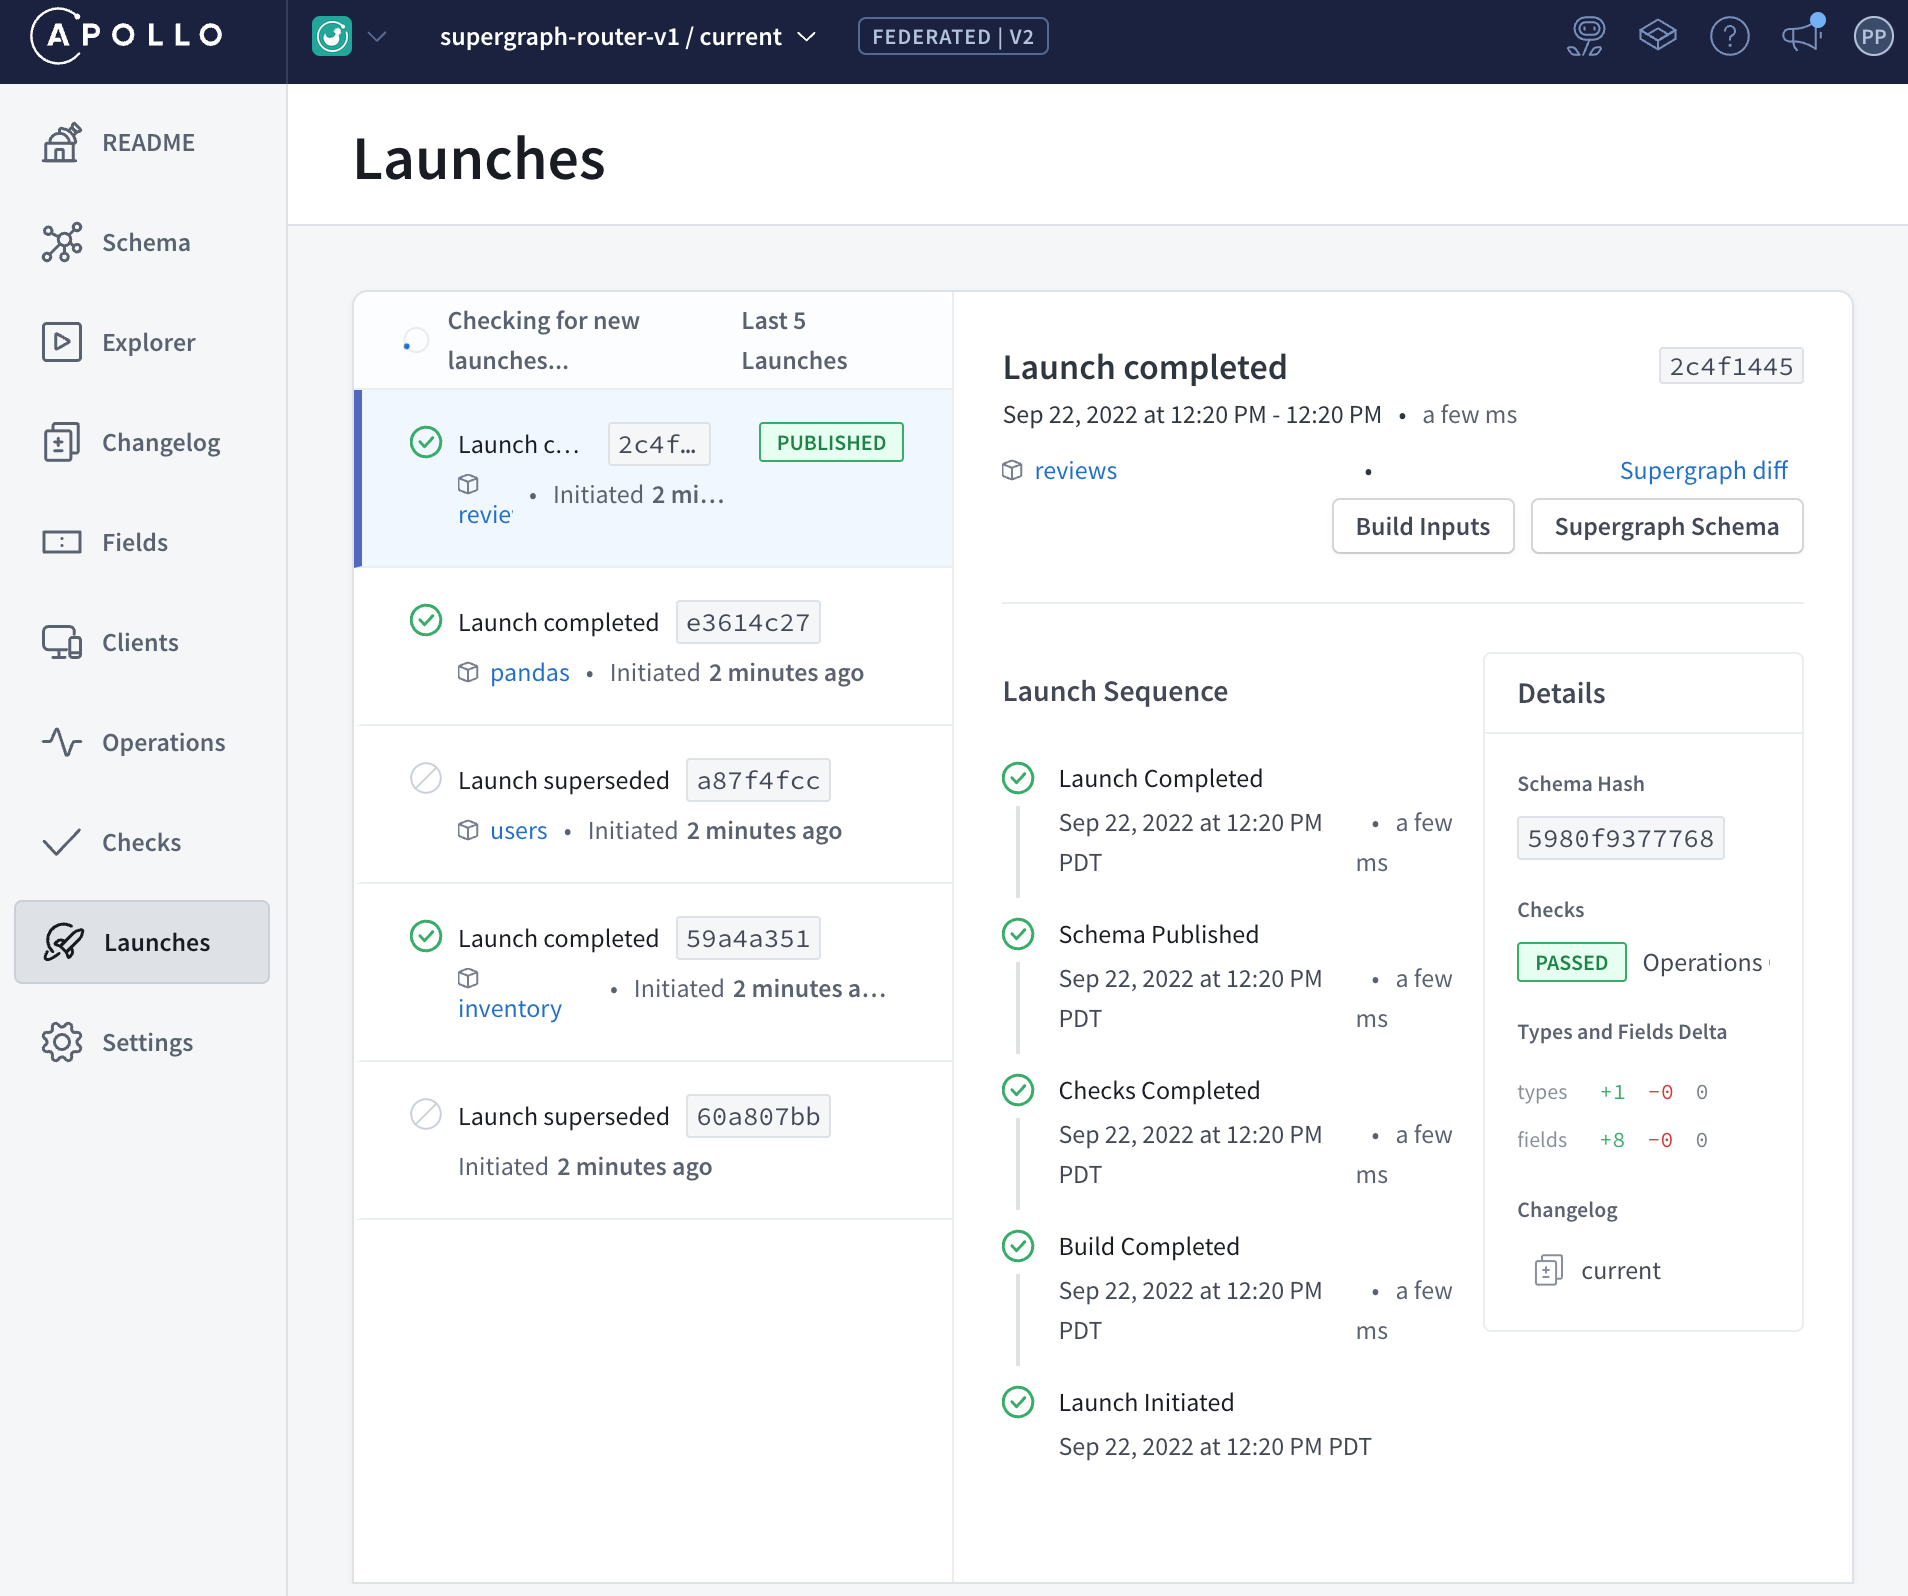 APOLLO
supergraph-router-v1 / current
FEDERATED | V2
PP
README
Schema
Explorer
Changelog
Fields
Clients
Operations
Checks
Launches
Settings
Launches
Checking for new
launches...
Last 5
Launches
Launch c...
2c4f...
PUBLISHED
revie
• Initiated 2 mi...
Launch completed
e3614c27
pandas • Initiated 2 minutes ago
Launch superseded
a87f4fcc
users • Initiated 2 minutes ago
Launch completed
59a4a351
inventory
• Initiated 2 minutes a...
Launch superseded
60a807bb
Initiated 2 minutes ago
Launch completed
2c4f1445
Sep 22, 2022 at 12:20 PM - 12:20 PM • a few ms
reviews
•
Supergraph diff
Build Inputs
Supergraph Schema
Launch Sequence
Launch Completed
Sep 22, 2022 at 12:20 PM
PDT
• a few
ms
Schema Published
Sep 22, 2022 at 12:20 PM
PDT
• a few
ms
Checks Completed
Sep 22, 2022 at 12:20 PM
PDT
• a few
ms
Build Completed
Sep 22, 2022 at 12:20 PM
PDT
• a few
ms
Launch Initiated
Sep 22, 2022 at 12:20 PM PDT
Details
Schema Hash
5980f9377768
Checks
PASSED
Operations
Types and Fields Delta
types +1 -0 0
fields +8 -0 0
Changelog
current